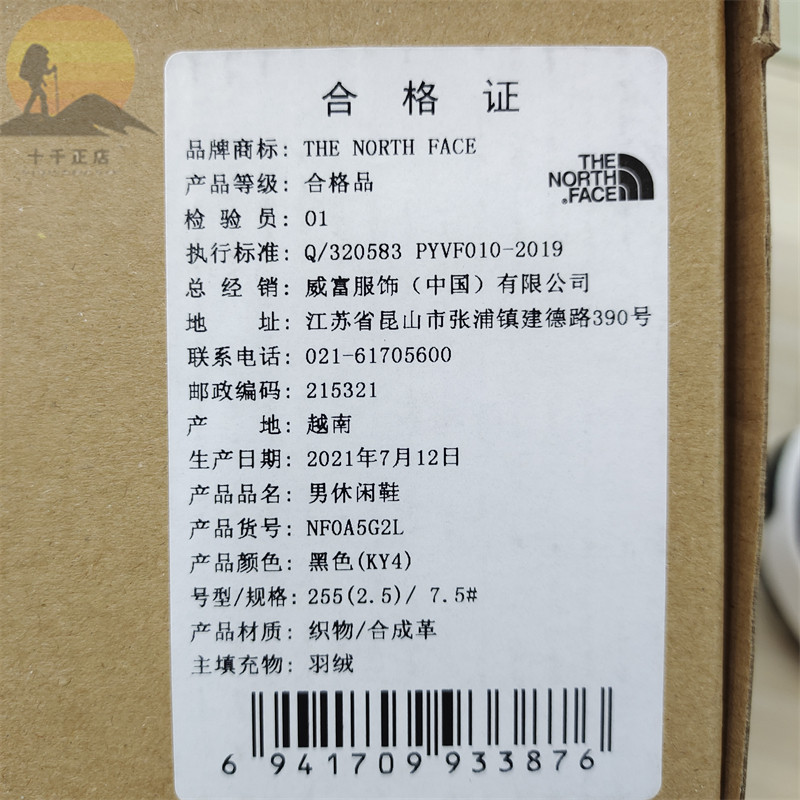 十千正店
合格证
品牌商标: THE NORTH FACE
THE
NORTH
FACE
产品等级: 合格品
检验员: 01
执行标准: Q/320583 PYVF010-2019
总经销: 威富服饰（中国）有限公司
地址: 江苏省昆山市张浦镇建德路390号
联系电话: 021-61705600
邮政编码: 215321
产地: 越南
生产日期: 2021年7月12日
产品品名: 男休闲鞋
产品货号: NF0A5G2L
产品颜色: 黑色(KY4)
号型/规格: 255(2.5)/ 7.5#
产品材质: 织物/合成革
主填充物: 羽绒
6 941709 933876